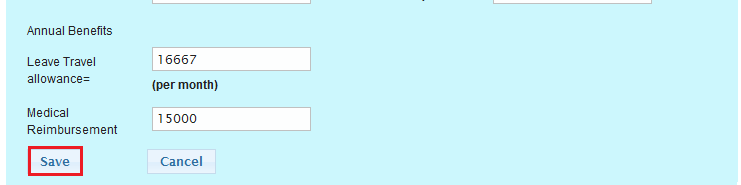 Annual Benefits
Leave Travel
allowance=
16667
(per month)
Medical
Reimbursement
15000
Save
Cancel